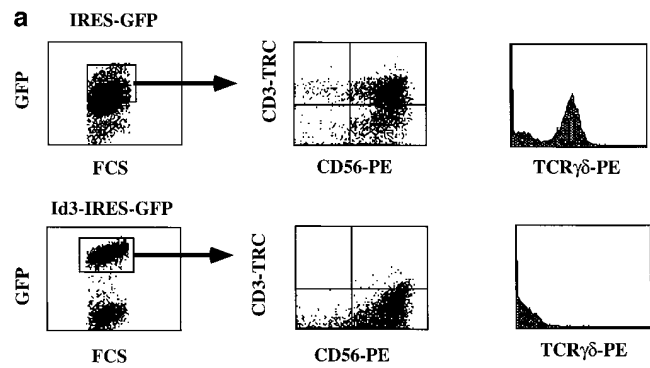 a
IRES-GFP
GFP
FCS
CD3-TRC
CD56-PE
TCRγδ-PE
Id3-IRES-GFP
GFP
FCS
CD3-TRC
CD56-PE
TCRγδ-PE